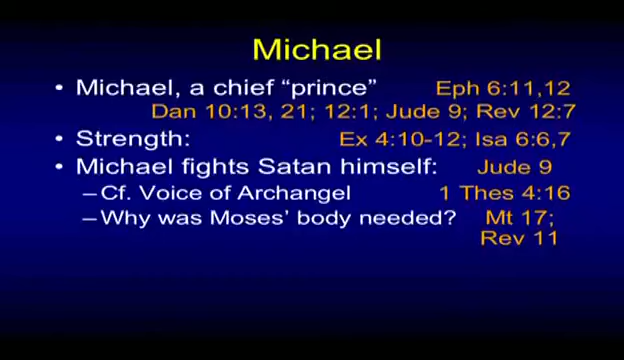 Michael
• Michael, a chief “prince” Eph 6:11,12
Dan 10:13, 21; 12:1; Jude 9; Rev 12:7
• Strength: Ex 4:10-12; Isa 6:6,7
• Michael fights Satan himself: Jude 9
–Cf. Voice of Archangel 1 Thes 4:16
–Why was Moses’ body needed? Mt 17;
Rev 11